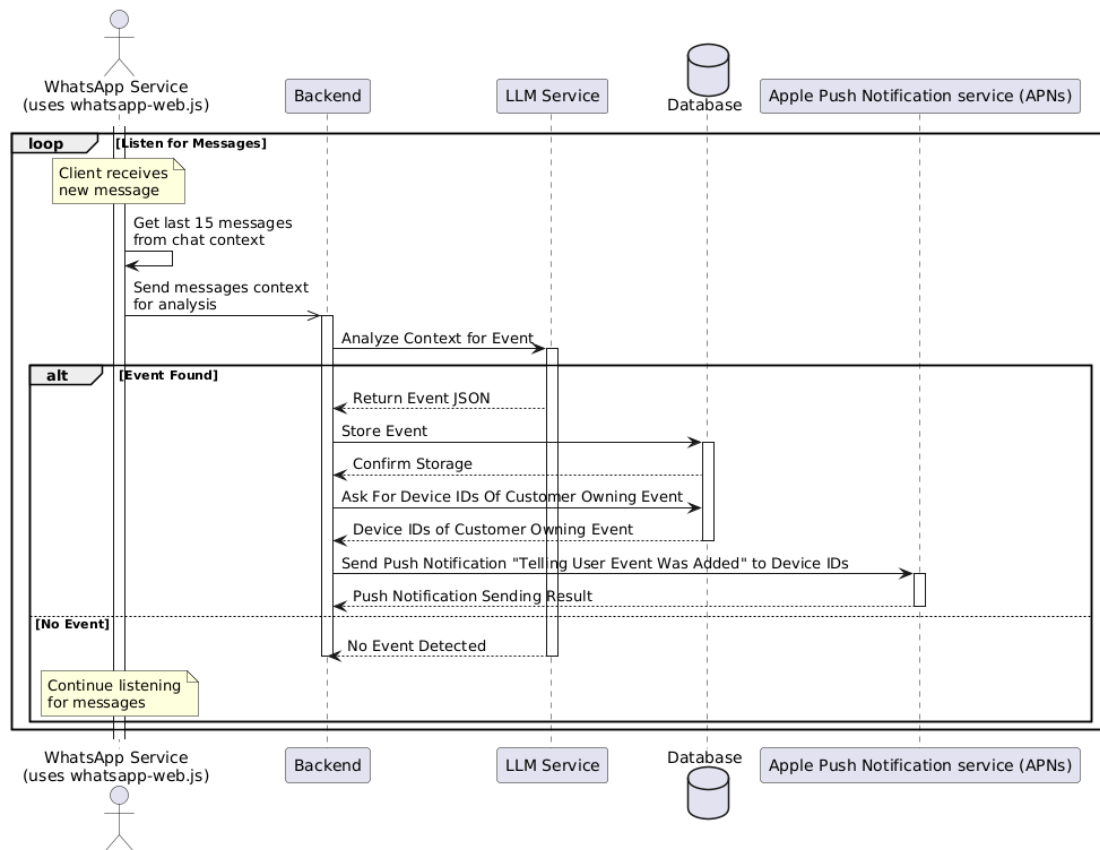 WhatsApp Service
(uses whatsapp-web.js)
Backend
LLM Service
Database
Apple Push Notification service (APNs)
loop
[Listen for Messages]
Client receives
new message
Get last 15 messages
from chat context
Send messages context
for analysis
Analyze Context for Event
alt
[Event Found]
Return Event JSON
Store Event
Confirm Storage
Ask For Device IDs Of Customer Owning Event
Device IDs of Customer Owning Event
Send Push Notification "Telling User Event Was Added" to Device IDs
Push Notification Sending Result
[No Event]
No Event Detected
Continue listening
for messages
WhatsApp Service
(uses whatsapp-web.js)
Backend
LLM Service
Database
Apple Push Notification service (APNs)